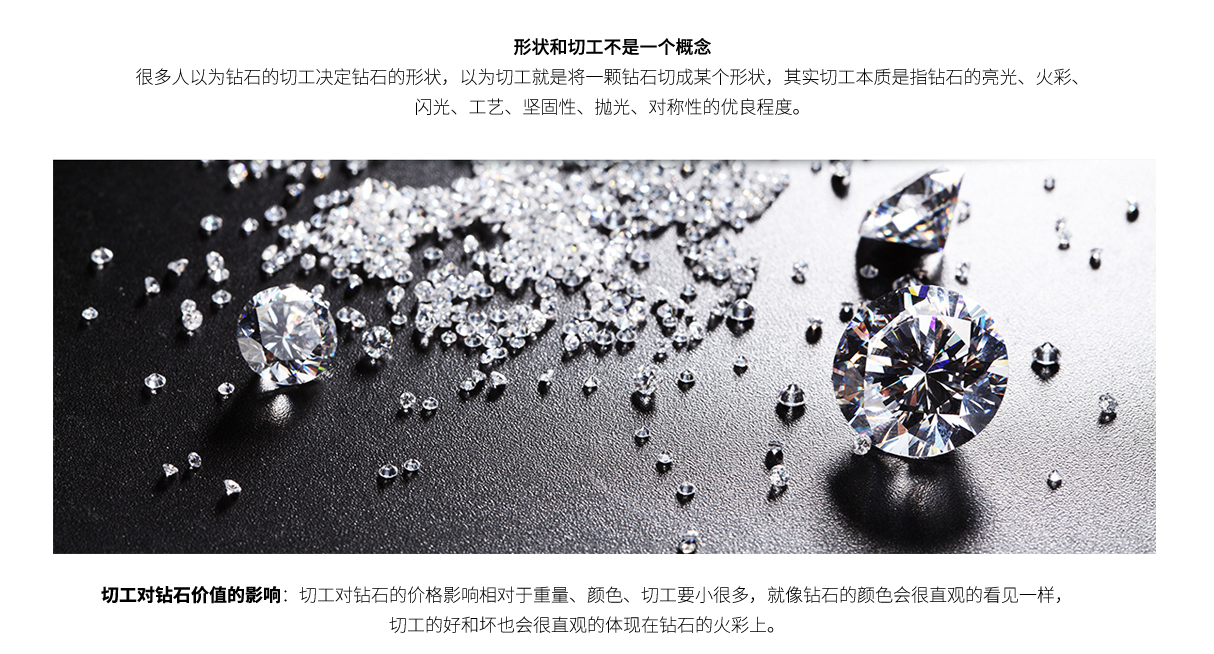 形状和切工不是一个概念
很多人以为钻石的切工决定钻石的形状，以为切工就是将一颗钻石切成某个形状，其实切工本质是指钻石的亮光、火彩、
闪光、工艺、坚固性、抛光、对称性的优良程度。
切工对钻石价值的影响：切工对钻石的价格影响相对于重量、颜色、切工要小很多，就像钻石的颜色会很直观的看见一样，
切工的好和坏也会很直观的体现在钻石的火彩上。